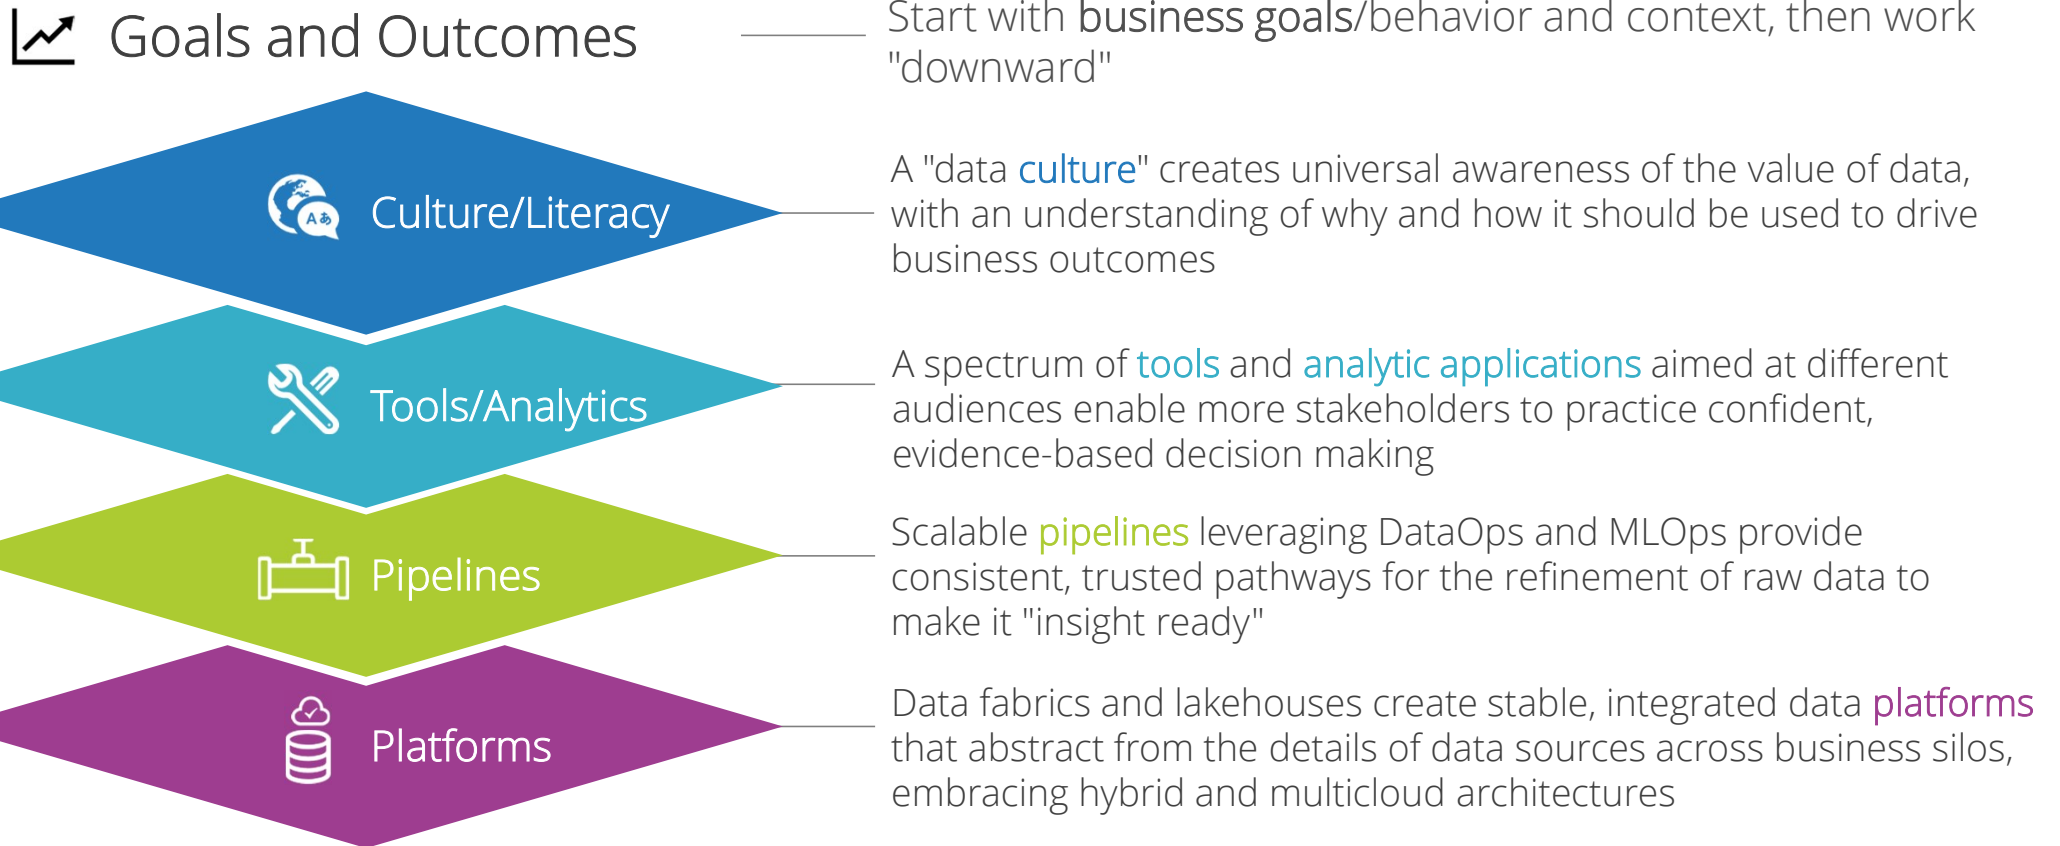 Goals and Outcomes
Start with business goals/behavior and context, then work
"downward"
Culture/Literacy
A "data culture" creates universal awareness of the value of data,
with an understanding of why and how it should be used to drive
business outcomes
Tools/Analytics
A spectrum of tools and analytic applications aimed at different
audiences enable more stakeholders to practice confident,
evidence-based decision making
Pipelines
Scalable pipelines leveraging DataOps and MLOps provide
consistent, trusted pathways for the refinement of raw data to
make it "insight ready"
Platforms
Data fabrics and lakehouses create stable, integrated data platforms
that abstract from the details of data sources across business silos,
embracing hybrid and multicloud architectures
Aあ